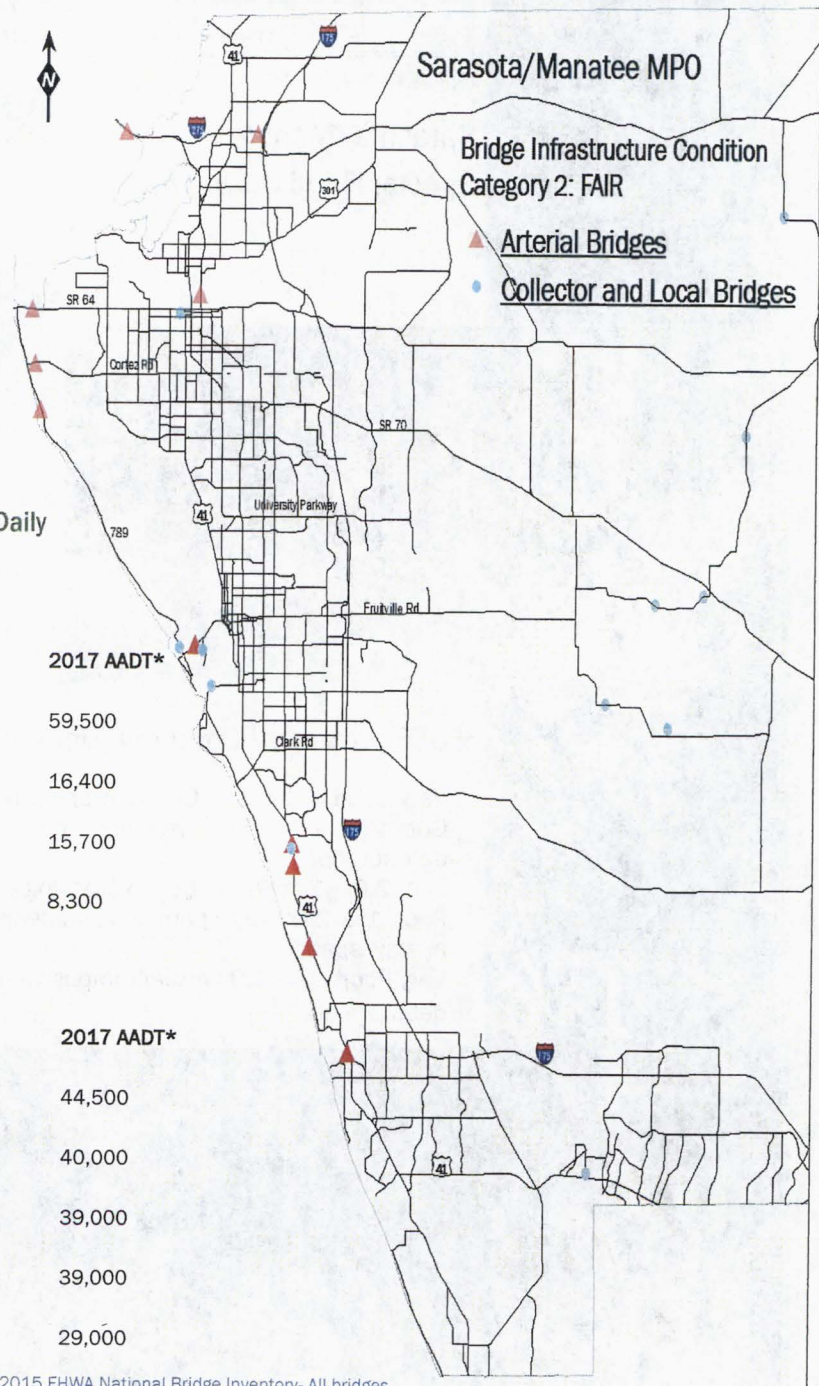 N
41
175
Sarasota/Manatee MPO
Bridge Infrastructure Condition
Category 2: FAIR
301
Arterial Bridges
Collector and Local Bridges
SR 64
Cortez Rd
SR 70
Daily
41
University Parkway
789
Fruitville Rd
2017 AADT*
59,500
Clark Rd
16,400
175
15,700
8,300
41
2017 AADT*
175
44,500
40,000
41
39,000
39,000
29,000
2015 FHWA National Bridge Inventory- All bridges